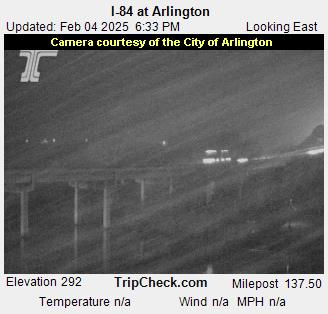 I-84 at Arlington
Updated: Feb 04 2025 6:33 PM Looking East
Camera courtesy of the City of Arlington
Elevation 292 TripCheck.com Milepost 137.50
Temperature n/a Wind n/a MPH n/a